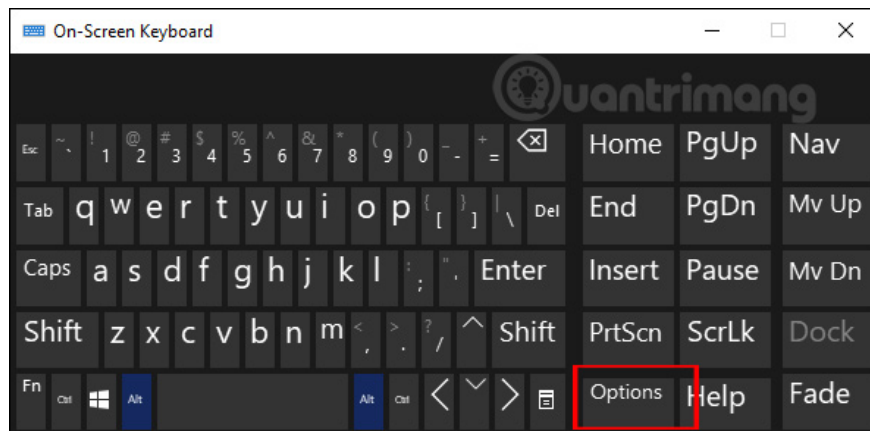 On-Screen Keyboard
Quantrimang
Esc ~ ` ! 1 @ 2 # 3 $ 4 % 5 ^ 6 & 7 * 8 ( 9 ) 0 _ - + = Home PgUp Nav
Tab q w e r t y u i o p { [ } ] | \ Del End PgDn Mv Up
Caps a s d f g h j k l : ; " ' Enter Insert Pause Mv Dn
Shift z x c v b n m < , > . ? / ^ Shift PrtScn ScrLk Dock
Fn Ctrl Alt Alt Ctrl Options Help Fade